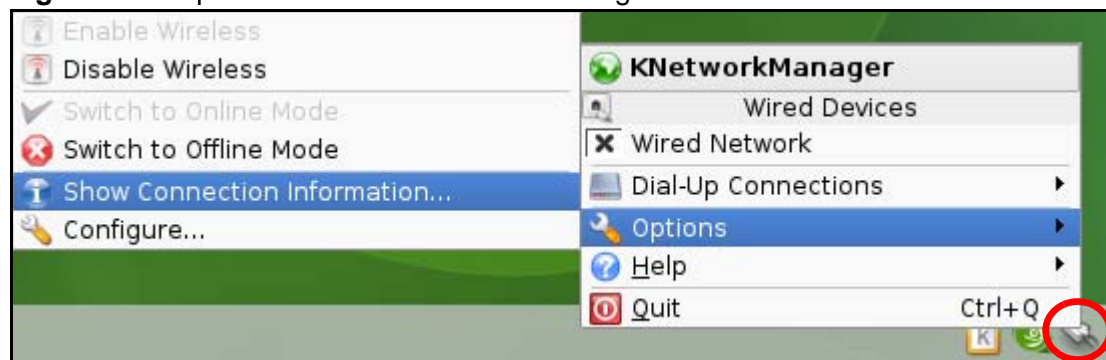 Enable Wireless
Disable Wireless
Switch to Online Mode
Switch to Offline Mode
Show Connection Information...
Configure...
KNetworkManager
Wired Devices
Wired Network
Dial-Up Connections
Options
Help
Quit Ctrl+Q
K